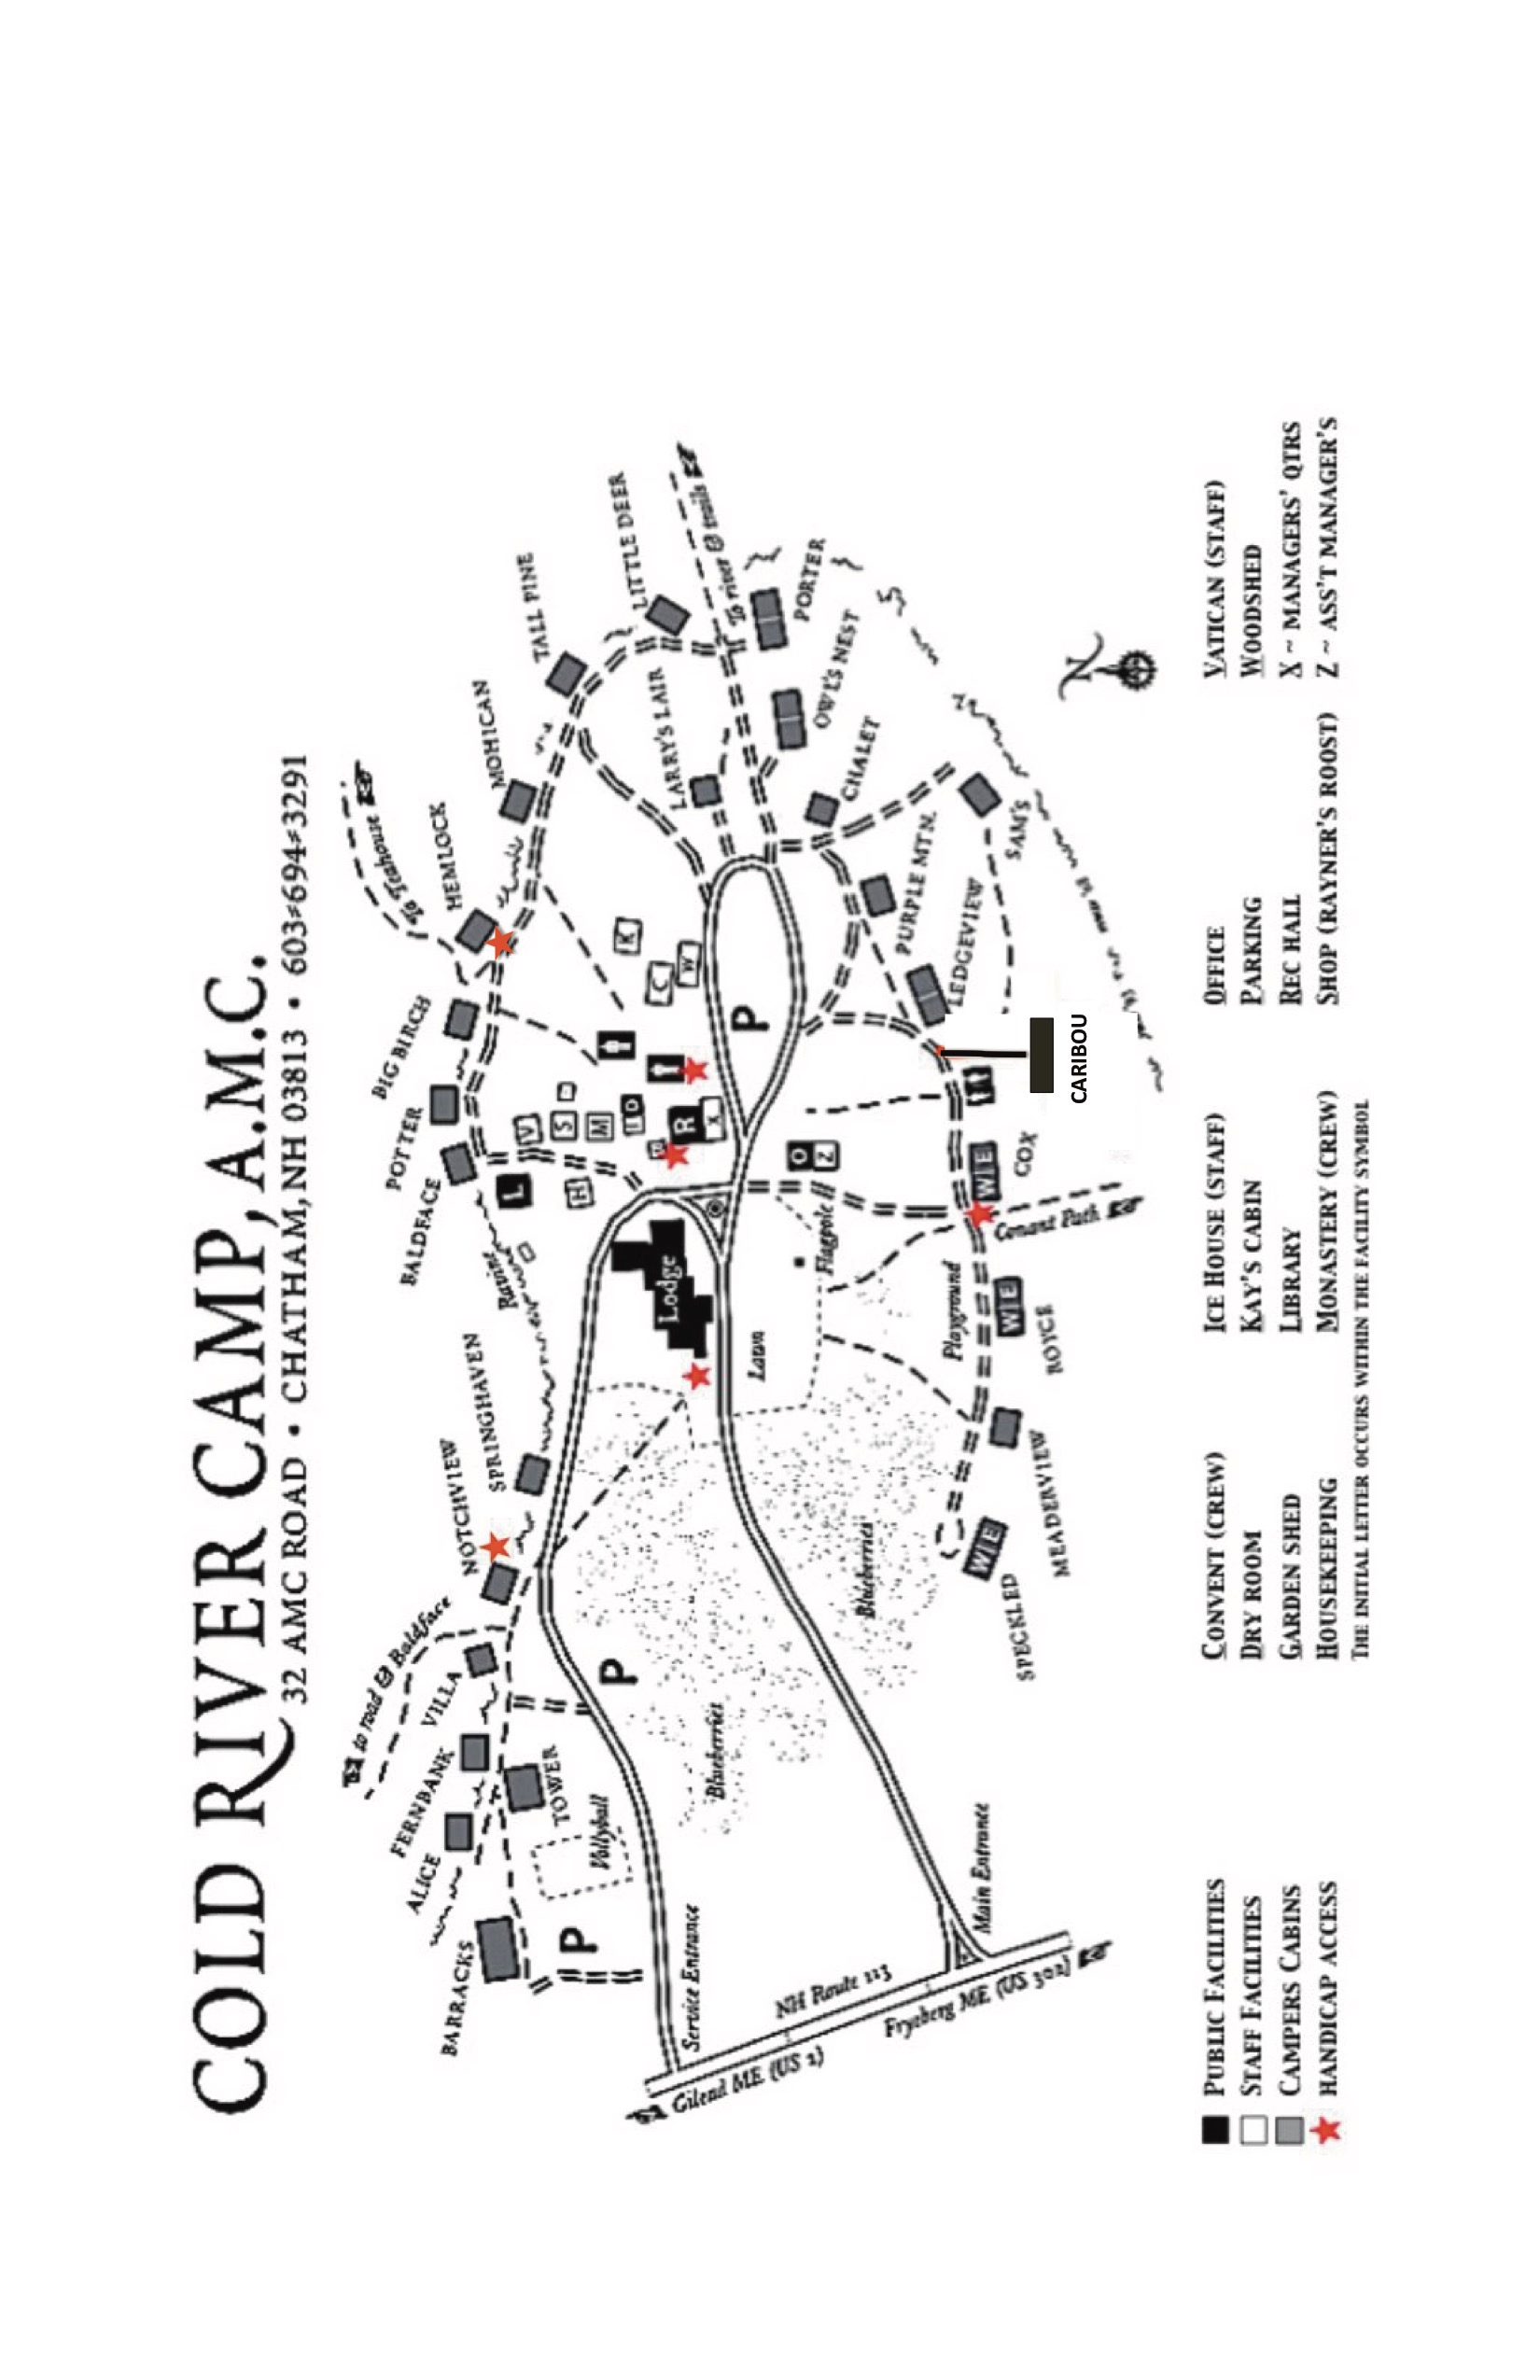 COLD RIVER CAMP, A.M.C.
32 AMC ROAD • CHATHAM, NH 03813 • 603-694-3291
to road & Baldface
To Teahouse
BARRACKS
ALICE
FERNBANK
VILLA
NOTCHVIEW
SPRINGHAVEN
BALDFACE
POTTER
BIG BIRCH
HEMLOCK
MOHICAN
TALL PINE
LITTLE DEER
LARRY'S LAIR
To river & trails
PORTER
OWL'S NEST
CHALET
SAM'S
PURPLE MTN.
LEDGEVIEW
CARIBOU
COX
Conant Path
ROYCE
MEADERVIEW
SPECKLED
TOWER
Vollyball
P
P
P
Ravine
L
H
V
S
M
I
D
R
X
K
C
W
O
Z
Lodge
Lawn
Flagpole
Playground
WE
WE
WE
Blueberries
Blueberries
Service Entrance
Main Entrance
NH Route 113
Gilead ME (US 2)
Fryeberg ME (US 302)
N
PUBLIC FACILITIES
STAFF FACILITIES
CAMPERS CABINS
HANDICAP ACCESS
CONVENT (CREW)
DRY ROOM
GARDEN SHED
HOUSEKEEPING
ICE HOUSE (STAFF)
KAY'S CABIN
LIBRARY
MONASTERY (CREW)
OFFICE
PARKING
REC HALL
SHOP (RAYNER'S ROOST)
VATICAN (STAFF)
WOODSHED
X ~ MANAGERS' QTRS
Z ~ ASS'T MANAGER'S
THE INITIAL LETTER OCCURS WITHIN THE FACILITY SYMBOL
P